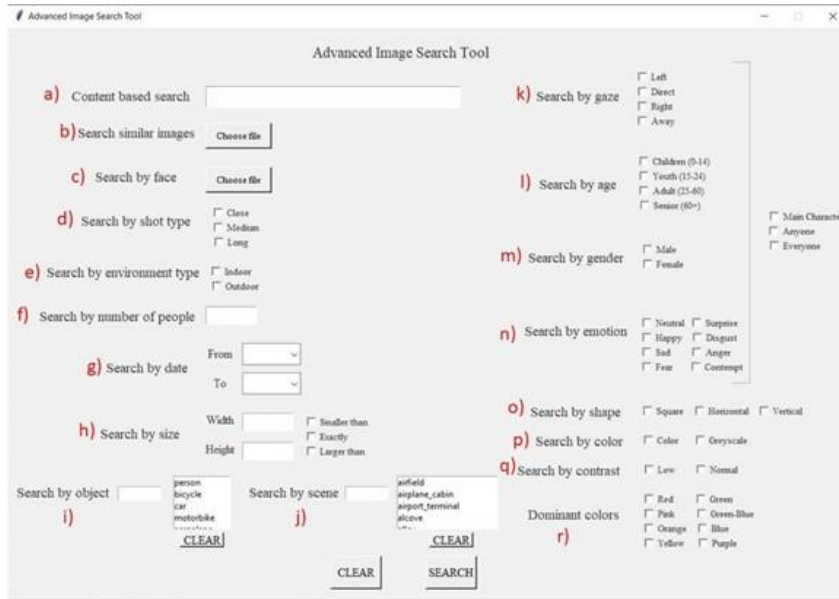 Advanced Image Search Tool
Advanced Image Search Tool
a) Content based search
b) Search similar images Choose file
c) Search by face Choose file
d) Search by shot type
Close
Medium
Long
e) Search by environment type
Indoor
Outdoor
f) Search by number of people
g) Search by date
From
To
h) Search by size
Width
Height
Smaller than
Exactly
Larger than
Search by object
i)
person
bicycle
car
motorbike
CLEAR
Search by scene
j)
airfield
airplane_cabin
airport_terminal
alcove
CLEAR
CLEAR SEARCH
k) Search by gaze
Left
Direct
Right
Away
l) Search by age
Children (0-14)
Youth (15-24)
Adult (25-60)
Senior (60+)
m) Search by gender
Male
Female
n) Search by emotion
Neutral Surprise
Happy Disgust
Sad Anger
Fear Contempt
Main Characte
Anyone
Everyone
o) Search by shape Square Horizontal Vertical
p) Search by color Color Greyscale
q) Search by contrast Low Normal
Dominant colors
r)
Red Green
Pink Green-Blue
Orange Blue
Yellow Purple